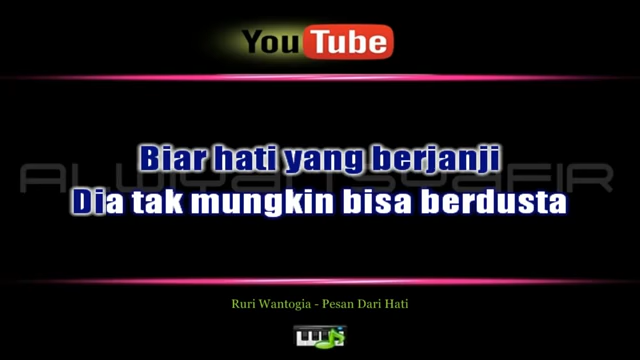 YouTube
Biar hati yang berjanji
Dia tak mungkin bisa berdusta
Ruri Wantogia - Pesan Dari Hati